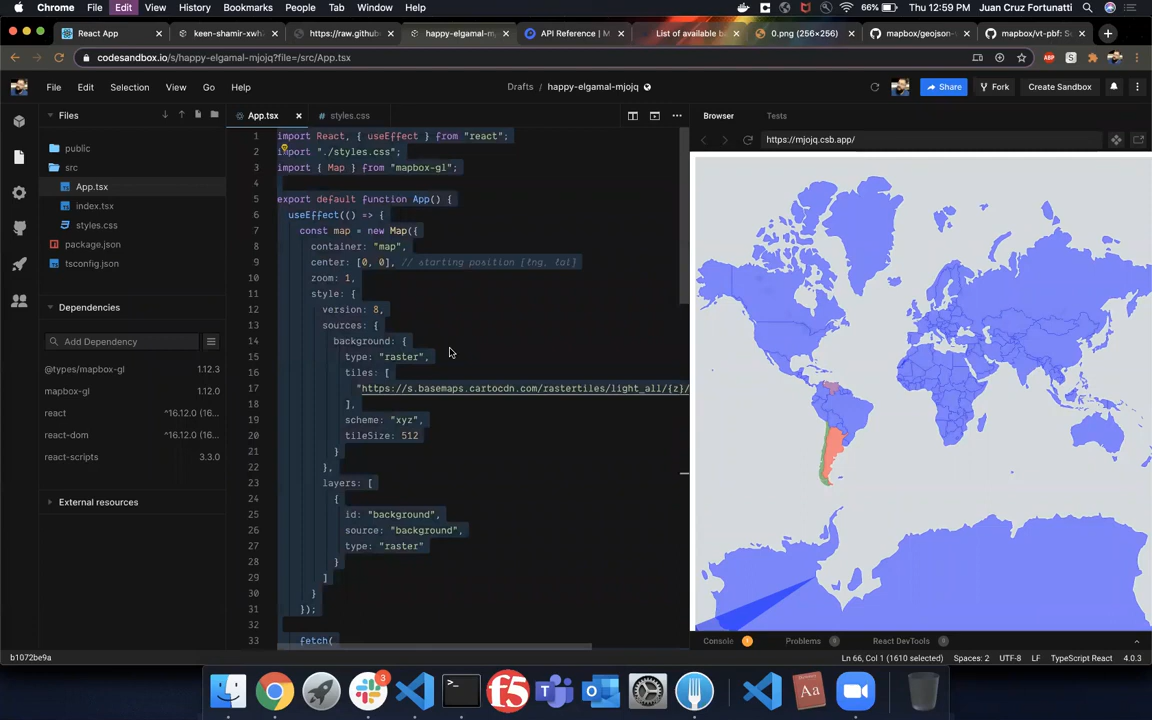 Chrome File Edit View History Bookmarks People Tab Window Help 66% Thu 12:59 PM Juan Cruz Fortunatti
React App
keen-shamir-xwh
https://raw.github
happy-elgamal-mj
API Reference | M
List of available ba
0.png (256×256)
mapbox/geojson-v
mapbox/vt-pbf: Se
codesandbox.io/s/happy-elgamal-mjojq?file=/src/App.tsx
File Edit Selection View Go Help
Drafts / happy-elgamal-mjojq
Share Fork Create Sandbox
Files
public
src
App.tsx
index.tsx
styles.css
package.json
tsconfig.json
Dependencies
Add Dependency
@types/mapbox-gl 1.12.3
mapbox-gl 1.12.0
react ^16.12.0
react-dom ^16.12.0
react-scripts 3.3.0
External resources
b1072be9a
App.tsx styles.css
1 import React, { useEffect } from "react";
2 import "./styles.css";
3 import { Map } from "mapbox-gl";
4
5 export default function App() {
6 useEffect(() => {
7 const map = new Map({
8 container: "map",
9 center: [0, 0], // starting position [lng, lat]
10 zoom: 1,
11 style: {
12 version: 8,
13 sources: {
14 background: {
15 type: "raster",
16 tiles: [
17 "https://s.basemaps.cartocdn.com/rastertiles/light_all/{z}/
18 ],
19 scheme: "xyz",
20 tileSize: 512
21 }
22 },
23 layers: [
24 {
25 id: "background",
26 source: "background",
27 type: "raster"
28 }
29 ]
30 }
31 });
32
33 fetch(
Browser Tests
https://mjojq.csb.app/
Console 1 Problems 0 React DevTools 0
Ln 66, Col 1 (1610 selected) Spaces: 2 UTF-8 LF TypeScript React 4.0.3
3
f5
Aa